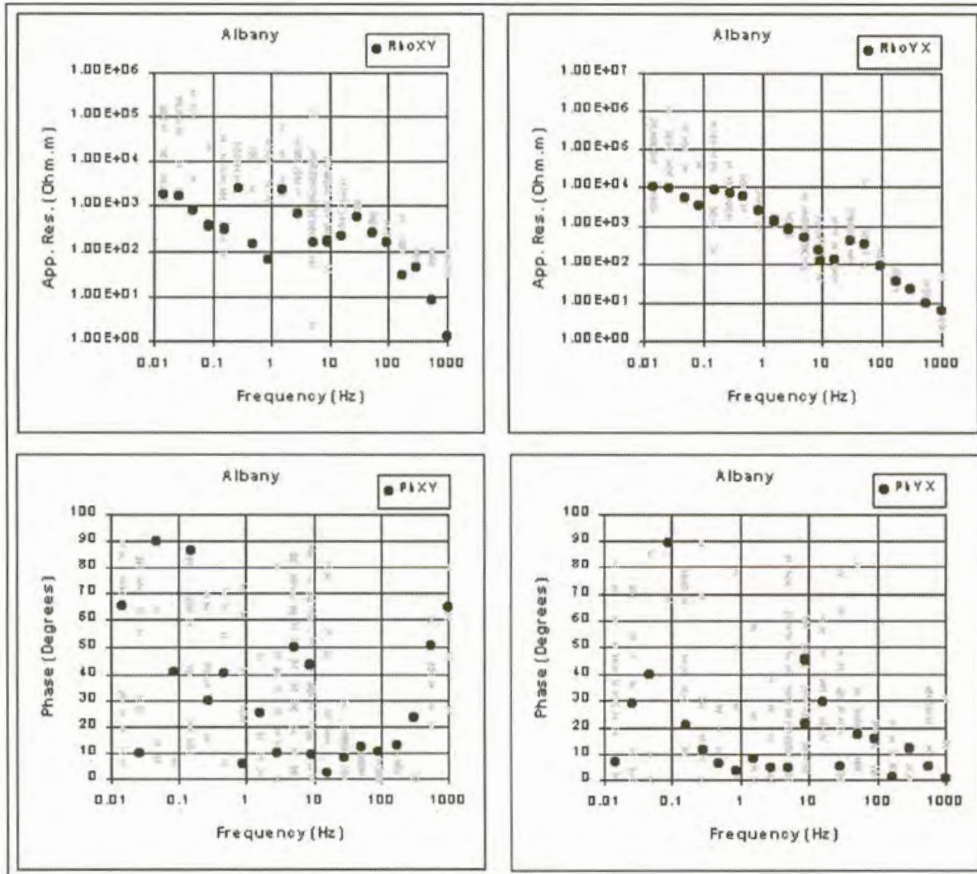 Albany
RhoXY
1.00E+06
1.00E+05
1.00E+04
1.00E+03
1.00E+02
1.00E+01
1.00E+00
App. Res. (Ohm.m)
0.01 0.1 1 10 100 1000
Frequency (Hz)
Albany
RhoYX
1.00E+07
1.00E+06
1.00E+05
1.00E+04
1.00E+03
1.00E+02
1.00E+01
1.00E+00
App. Res. (Ohm.m)
0.01 0.1 1 10 100 1000
Frequency (Hz)
Albany
PhXY
100
90
80
70
60
50
40
30
20
10
0
Phase (Degrees)
0.01 0.1 1 10 100 1000
Frequency (Hz)
Albany
PhYX
100
90
80
70
60
50
40
30
20
10
0
Phase (Degrees)
0.01 0.1 1 10 100 1000
Frequency (Hz)